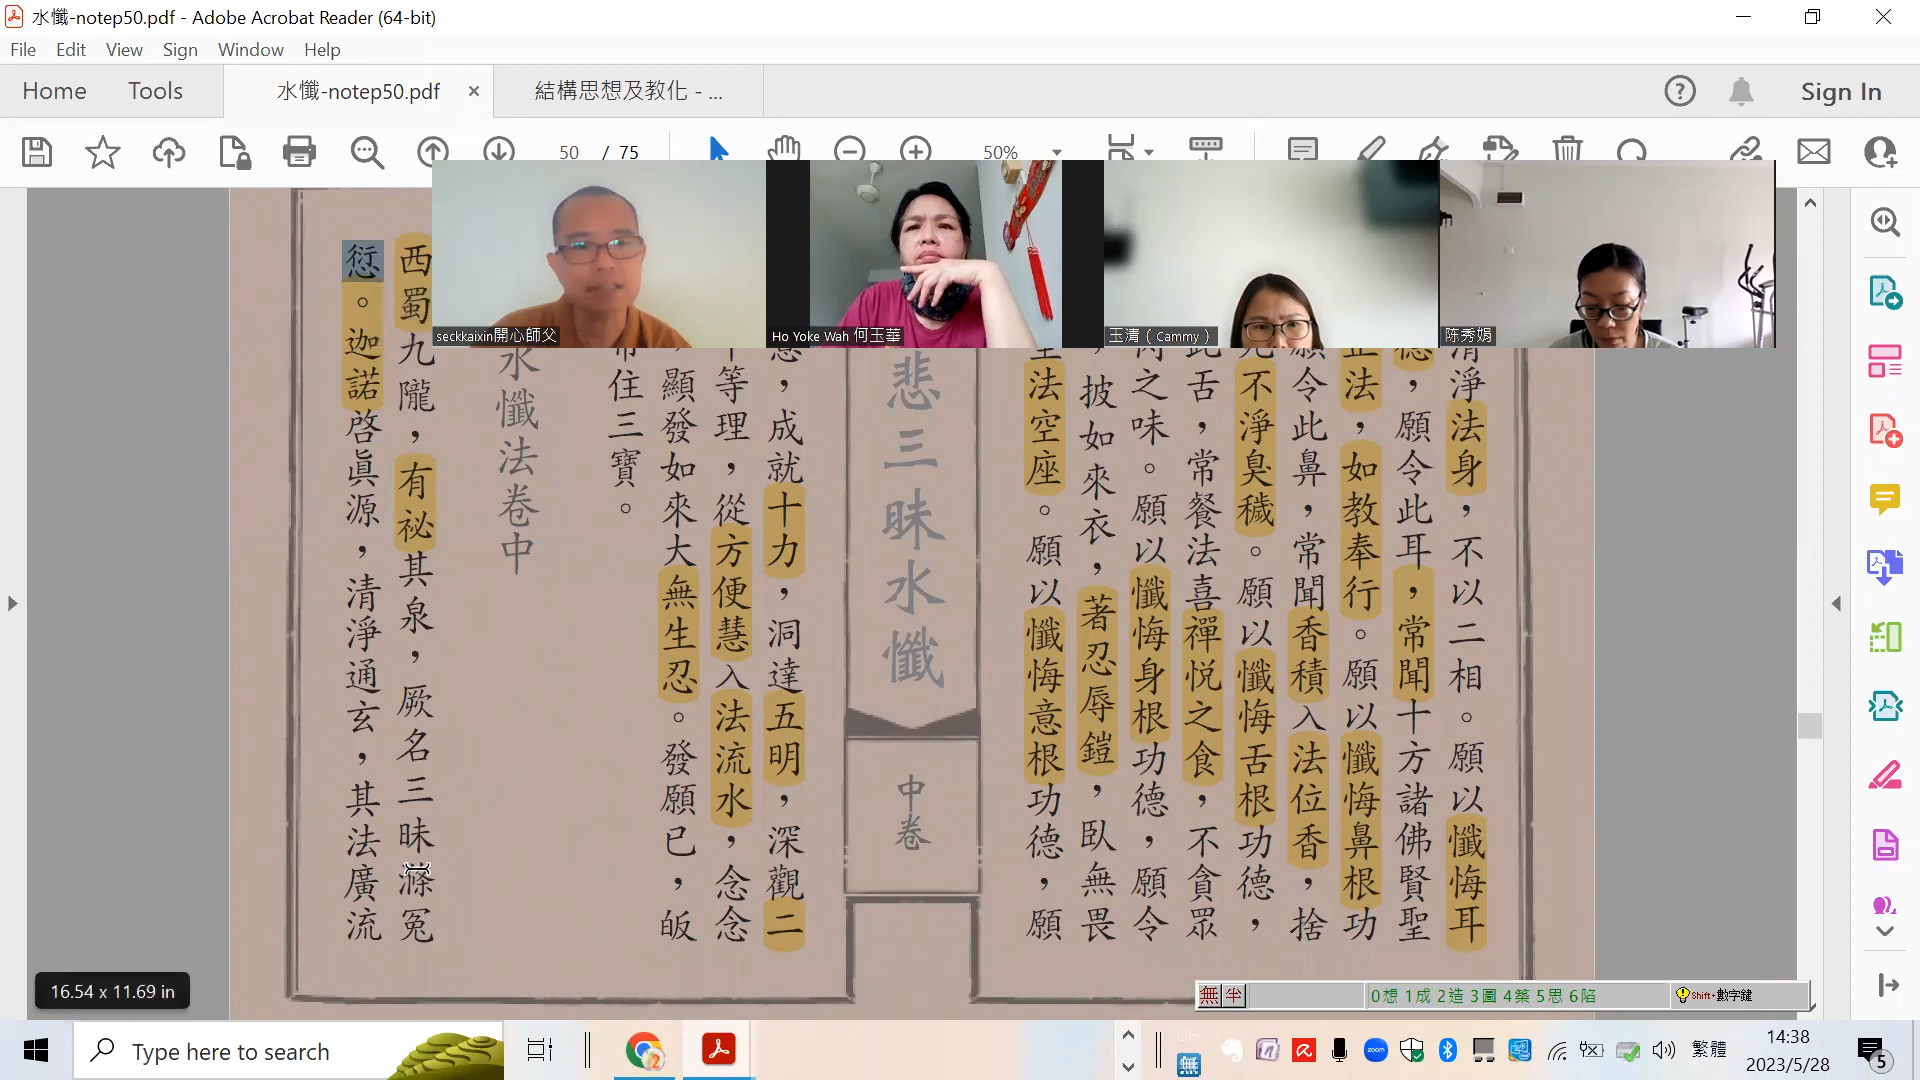 水懺-notep50.pdf - Adobe Acrobat Reader (64-bit)
File Edit View Sign Window Help
Home Tools 水懺-notep50.pdf × 結構思想及教化 - ... Sign In
50 / 75 50%
seckkaixin開心師父
Ho Yoke Wah 何玉華
玉清（Cammy）
陈秀娟
清淨法身，不以二相。願以懺悔耳
德，願令此耳，常聞十方諸佛賢聖
正法，如教奉行。願以懺悔鼻根功
願令此鼻，常聞香積入法位香，捨
不淨臭穢。願以懺悔舌根功德，
此舌，常餐法喜禪悅之食，不貪眾
之味。願以懺悔身根功德，願令
，披如來衣，著忍辱鎧，臥無畏
法空座。願以懺悔意根功德，願
悲三昧水懺
中卷
，成就十力，洞達五明，深觀二
等理，從方便慧入法流水，念念
，顯發如來大無生忍。發願已，皈
住三寶。
水懺法卷中
西蜀九隴，有祕其泉，厥名三昧滌冤
愆。迦諾啓眞源，清淨通玄，其法廣流
16.54 x 11.69 in
無 半 0想 1成 2造 3圖 4築 5思 6陷 Shift-數字鍵
Type here to search
繁體
14:38
2023/5/28
5